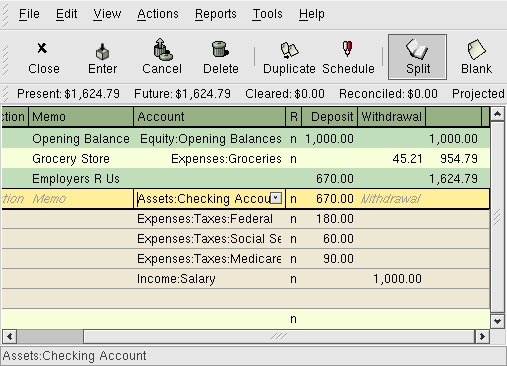 File Edit View Actions Reports Tools Help
Close Enter Cancel Delete Duplicate Schedule Split Blank
Present: $1,624.79 Future: $1,624.79 Cleared: $0.00 Reconciled: $0.00 Projected
ction Memo Account R Deposit Withdrawal
Opening Balance Equity:Opening Balances n 1,000.00 1,000.00
Grocery Store Expenses:Groceries n 45.21 954.79
Employers R Us 670.00 1,624.79
ction Memo Assets:Checking Accou n 670.00 Withdrawal
Expenses:Taxes:Federal n 180.00
Expenses:Taxes:Social Se n 60.00
Expenses:Taxes:Medicare n 90.00
Income:Salary n 1,000.00
n
Assets:Checking Account